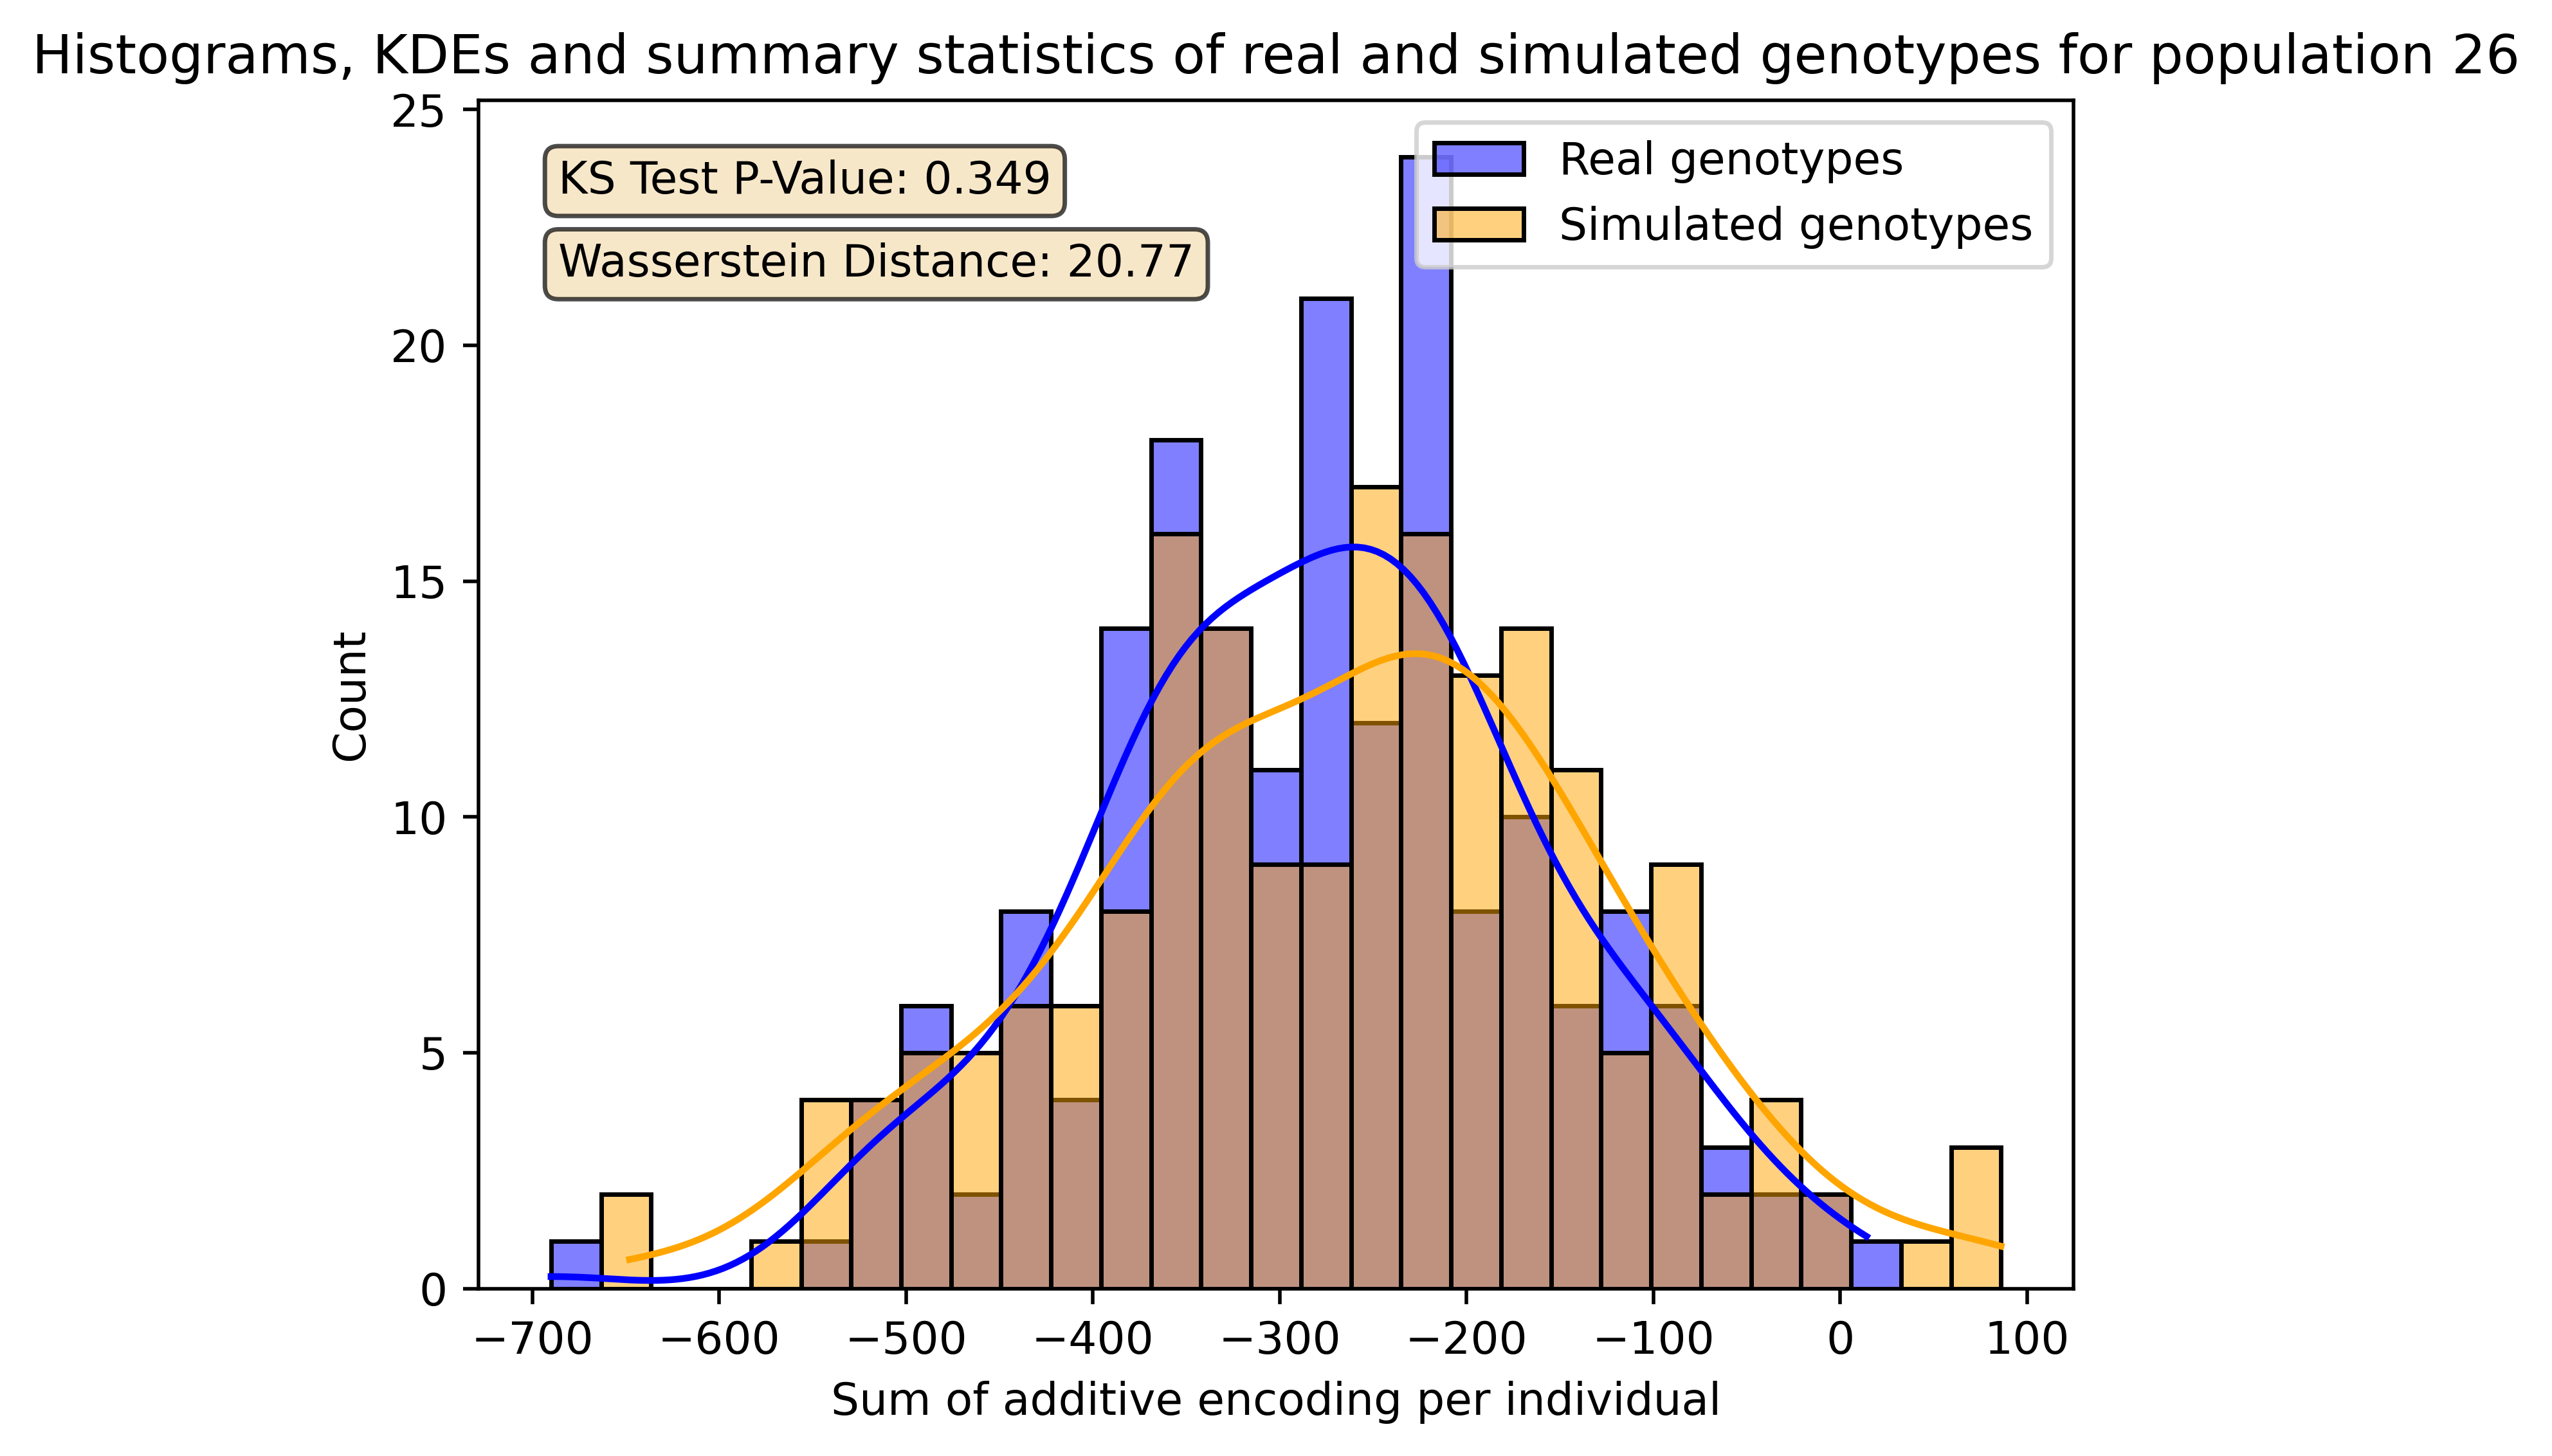 Histograms, KDEs and summary statistics of real and simulated genotypes for population 26
25
20
15
10
5
0
Count
KS Test P-Value: 0.349
Wasserstein Distance: 20.77
Real genotypes
Simulated genotypes
−700 −600 −500 −400 −300 −200 −100 0 100
Sum of additive encoding per individual